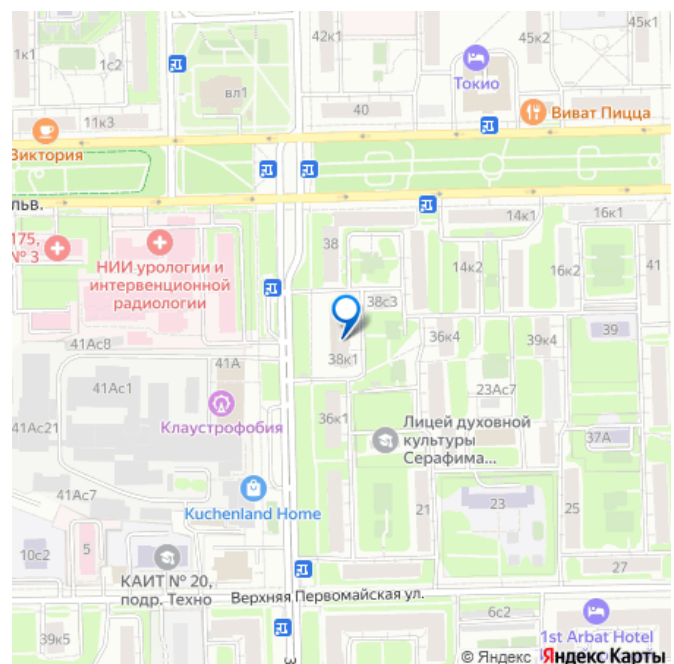 1к1
1с2
42к1
45к2
45к1
Токио
вл1
40
Виват Пицца
11к3
Виктория
льв.
14к1
16к1
175,
№ 3
НИИ урологии и
интервенционной
радиологии
38
14к2
16к2
41
38с3
41Ас8
41А
38к1
36к4
39к4
39
41Ас1
23Ас7
41Ас21
Клаустрофобия
36к1
Лицей духовной
культуры
Серафима...
37А
41Ас7
Kuchenland Home
21
23
25
10с2
5
КАИТ № 20,
подр. Техно
27
Верхняя Первомайская ул.
6с2
39к5
1st Arbat Hotel
© Яндекс Яндекс Карты